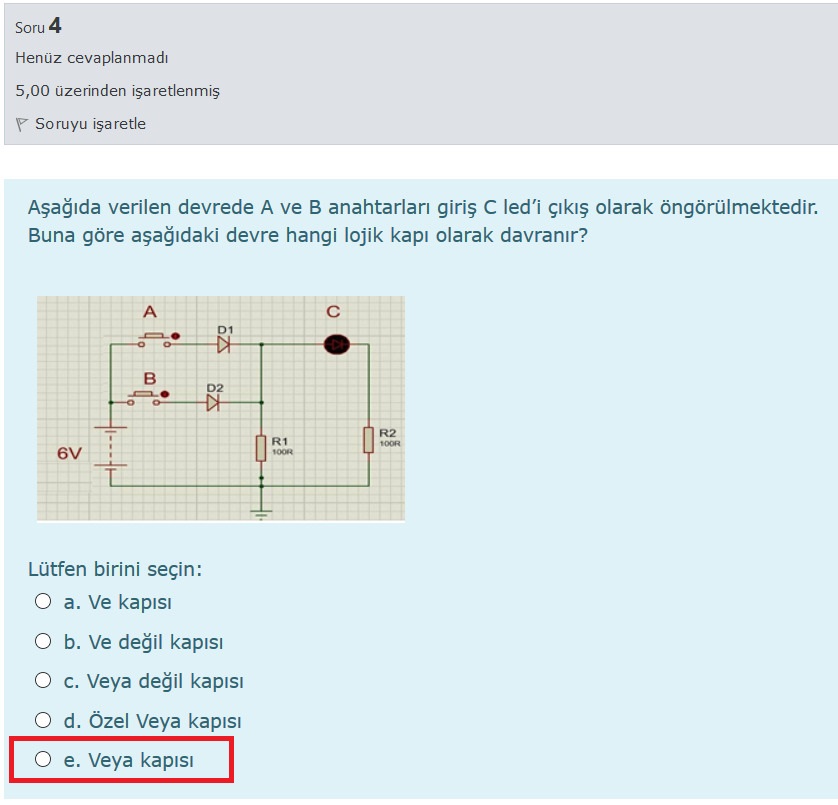 Soru 4
Henüz cevaplanmadı
5,00 üzerinden işaretlenmiş
Soruyu işaretle
Aşağıda verilen devrede A ve B anahtarları giriş C led’i çıkış olarak öngörülmektedir.
Buna göre aşağıdaki devre hangi lojik kapı olarak davranır?
A
C
D1
B
D2
R1
100R
R2
100R
6V
Lütfen birini seçin:
a. Ve kapısı
b. Ve değil kapısı
c. Veya değil kapısı
d. Özel Veya kapısı
e. Veya kapısı